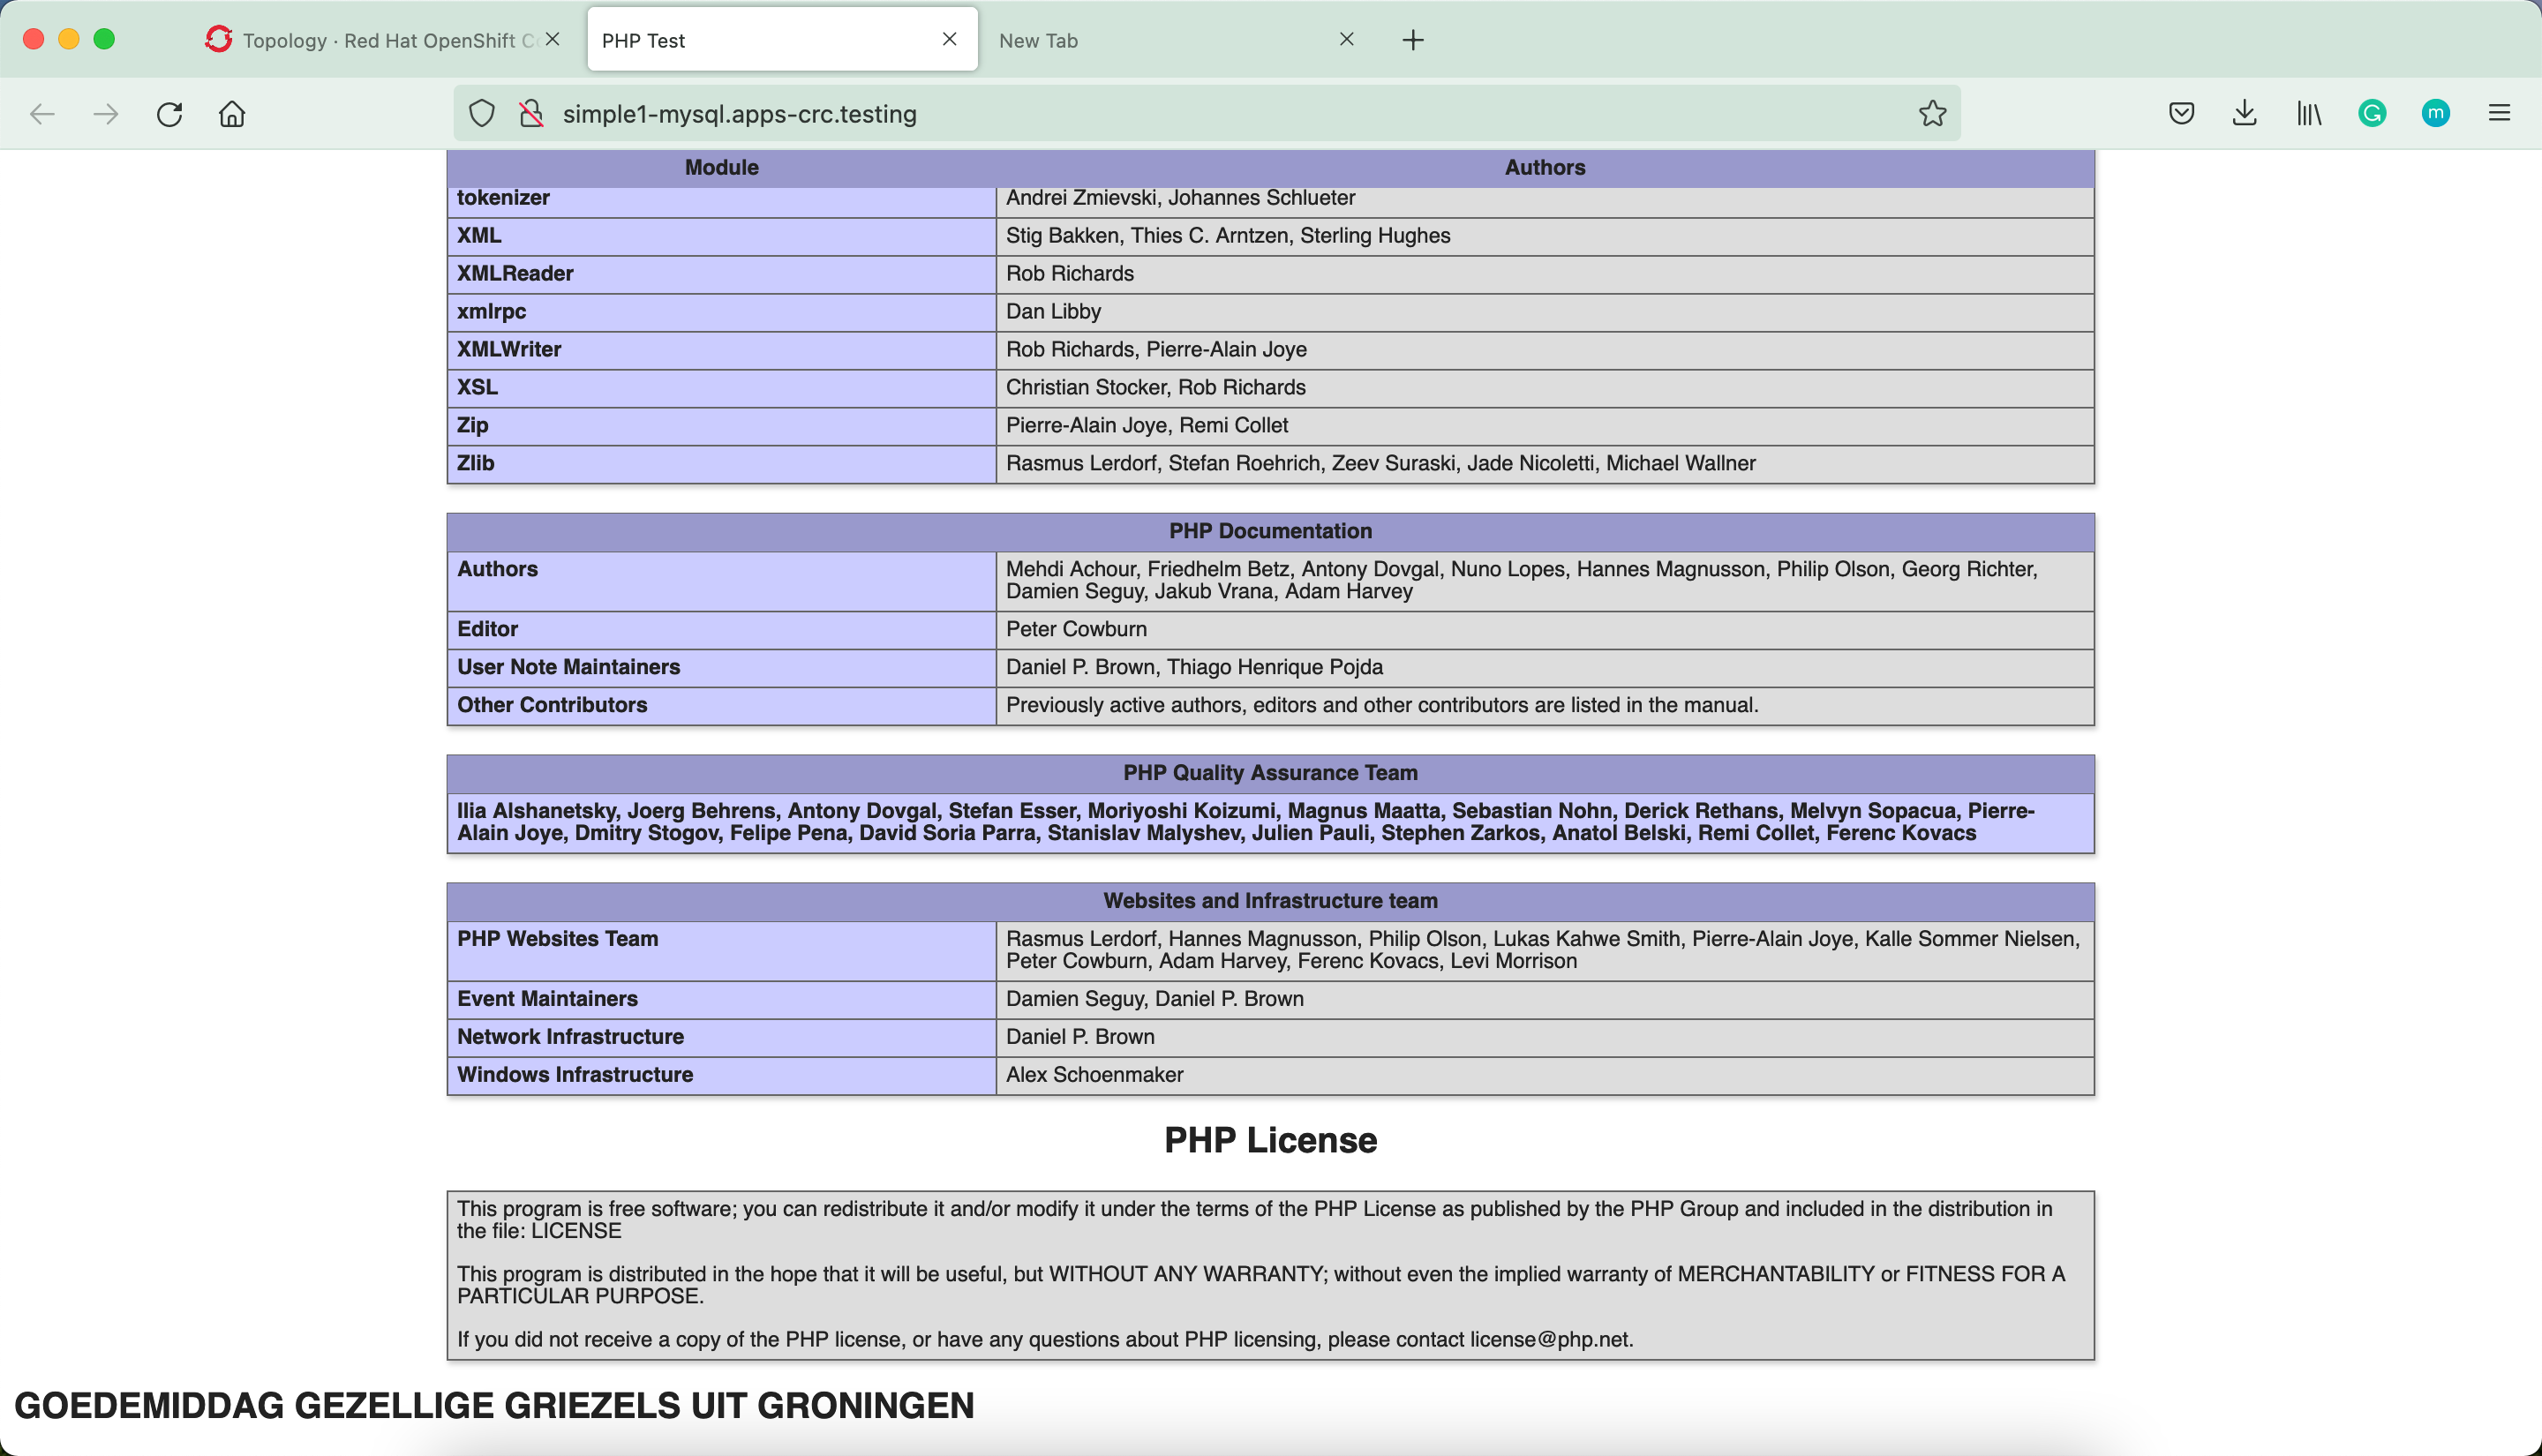 Topology · Red Hat OpenShift C
PHP Test
New Tab
simple1-mysql.apps-crc.testing
m
Module Authors
tokenizer Andrei Zmievski, Johannes Schlueter
XML Stig Bakken, Thies C. Arntzen, Sterling Hughes
XMLReader Rob Richards
xmlrpc Dan Libby
XMLWriter Rob Richards, Pierre-Alain Joye
XSL Christian Stocker, Rob Richards
Zip Pierre-Alain Joye, Remi Collet
Zlib Rasmus Lerdorf, Stefan Roehrich, Zeev Suraski, Jade Nicoletti, Michael Wallner
PHP Documentation
Authors Mehdi Achour, Friedhelm Betz, Antony Dovgal, Nuno Lopes, Hannes Magnusson, Philip Olson, Georg Richter,
Damien Seguy, Jakub Vrana, Adam Harvey
Editor Peter Cowburn
User Note Maintainers Daniel P. Brown, Thiago Henrique Pojda
Other Contributors Previously active authors, editors and other contributors are listed in the manual.
PHP Quality Assurance Team
Ilia Alshanetsky, Joerg Behrens, Antony Dovgal, Stefan Esser, Moriyoshi Koizumi, Magnus Maatta, Sebastian Nohn, Derick Rethans, Melvyn Sopacua, Pierre-
Alain Joye, Dmitry Stogov, Felipe Pena, David Soria Parra, Stanislav Malyshev, Julien Pauli, Stephen Zarkos, Anatol Belski, Remi Collet, Ferenc Kovacs
Websites and Infrastructure team
PHP Websites Team Rasmus Lerdorf, Hannes Magnusson, Philip Olson, Lukas Kahwe Smith, Pierre-Alain Joye, Kalle Sommer Nielsen,
Peter Cowburn, Adam Harvey, Ferenc Kovacs, Levi Morrison
Event Maintainers Damien Seguy, Daniel P. Brown
Network Infrastructure Daniel P. Brown
Windows Infrastructure Alex Schoenmaker
PHP License
This program is free software; you can redistribute it and/or modify it under the terms of the PHP License as published by the PHP Group and included in the distribution in
the file: LICENSE
This program is distributed in the hope that it will be useful, but WITHOUT ANY WARRANTY; without even the implied warranty of MERCHANTABILITY or FITNESS FOR A
PARTICULAR PURPOSE.
If you did not receive a copy of the PHP license, or have any questions about PHP licensing, please contact license@php.net.
GOEDEMIDDAG GEZELLIGE GRIEZELS UIT GRONINGEN